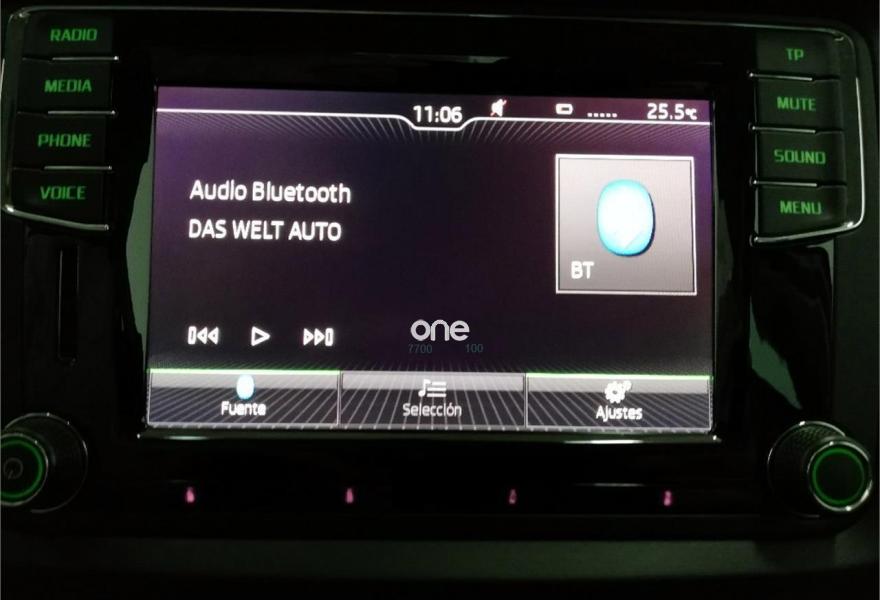 RADIO
MEDIA
PHONE
VOICE
TP
MUTE
SOUND
MENU
11:06
25.5°C
Audio Bluetooth
DAS WELT AUTO
BT
one
7700 100
Fuente
Selección
Ajustes